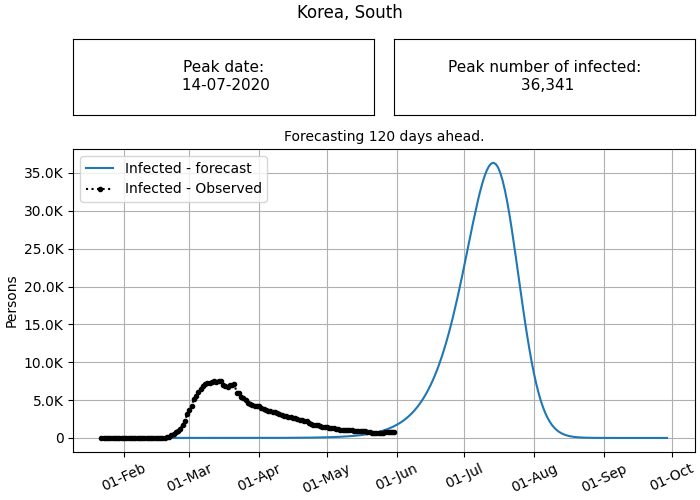 Korea, South
Peak date:
14-07-2020
Peak number of infected:
36,341
Forecasting 120 days ahead.
Infected - forecast
Infected - Observed
35.0K
30.0K
25.0K
20.0K
15.0K
10.0K
5.0K
0
Persons
01-Feb
01-Mar
01-Apr
01-May
01-Jun
01-Jul
01-Aug
01-Sep
01-Oct